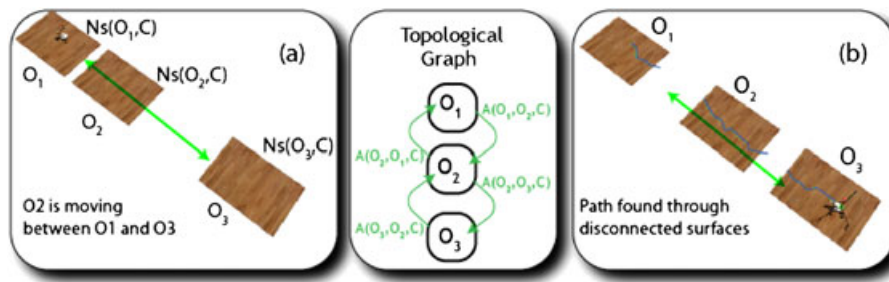 Ns(O1,C)
(a)
Ns(O2,C)
O1
O2
Ns(O3,C)
O3
O2 is moving
between O1 and O3
Topological
Graph
O1
A(O1,O2,C)
A(O2,O1,C)
O2
A(O2,O3,C)
A(O3,O2,C)
O3
O1
(b)
O2
O3
Path found through
disconnected surfaces